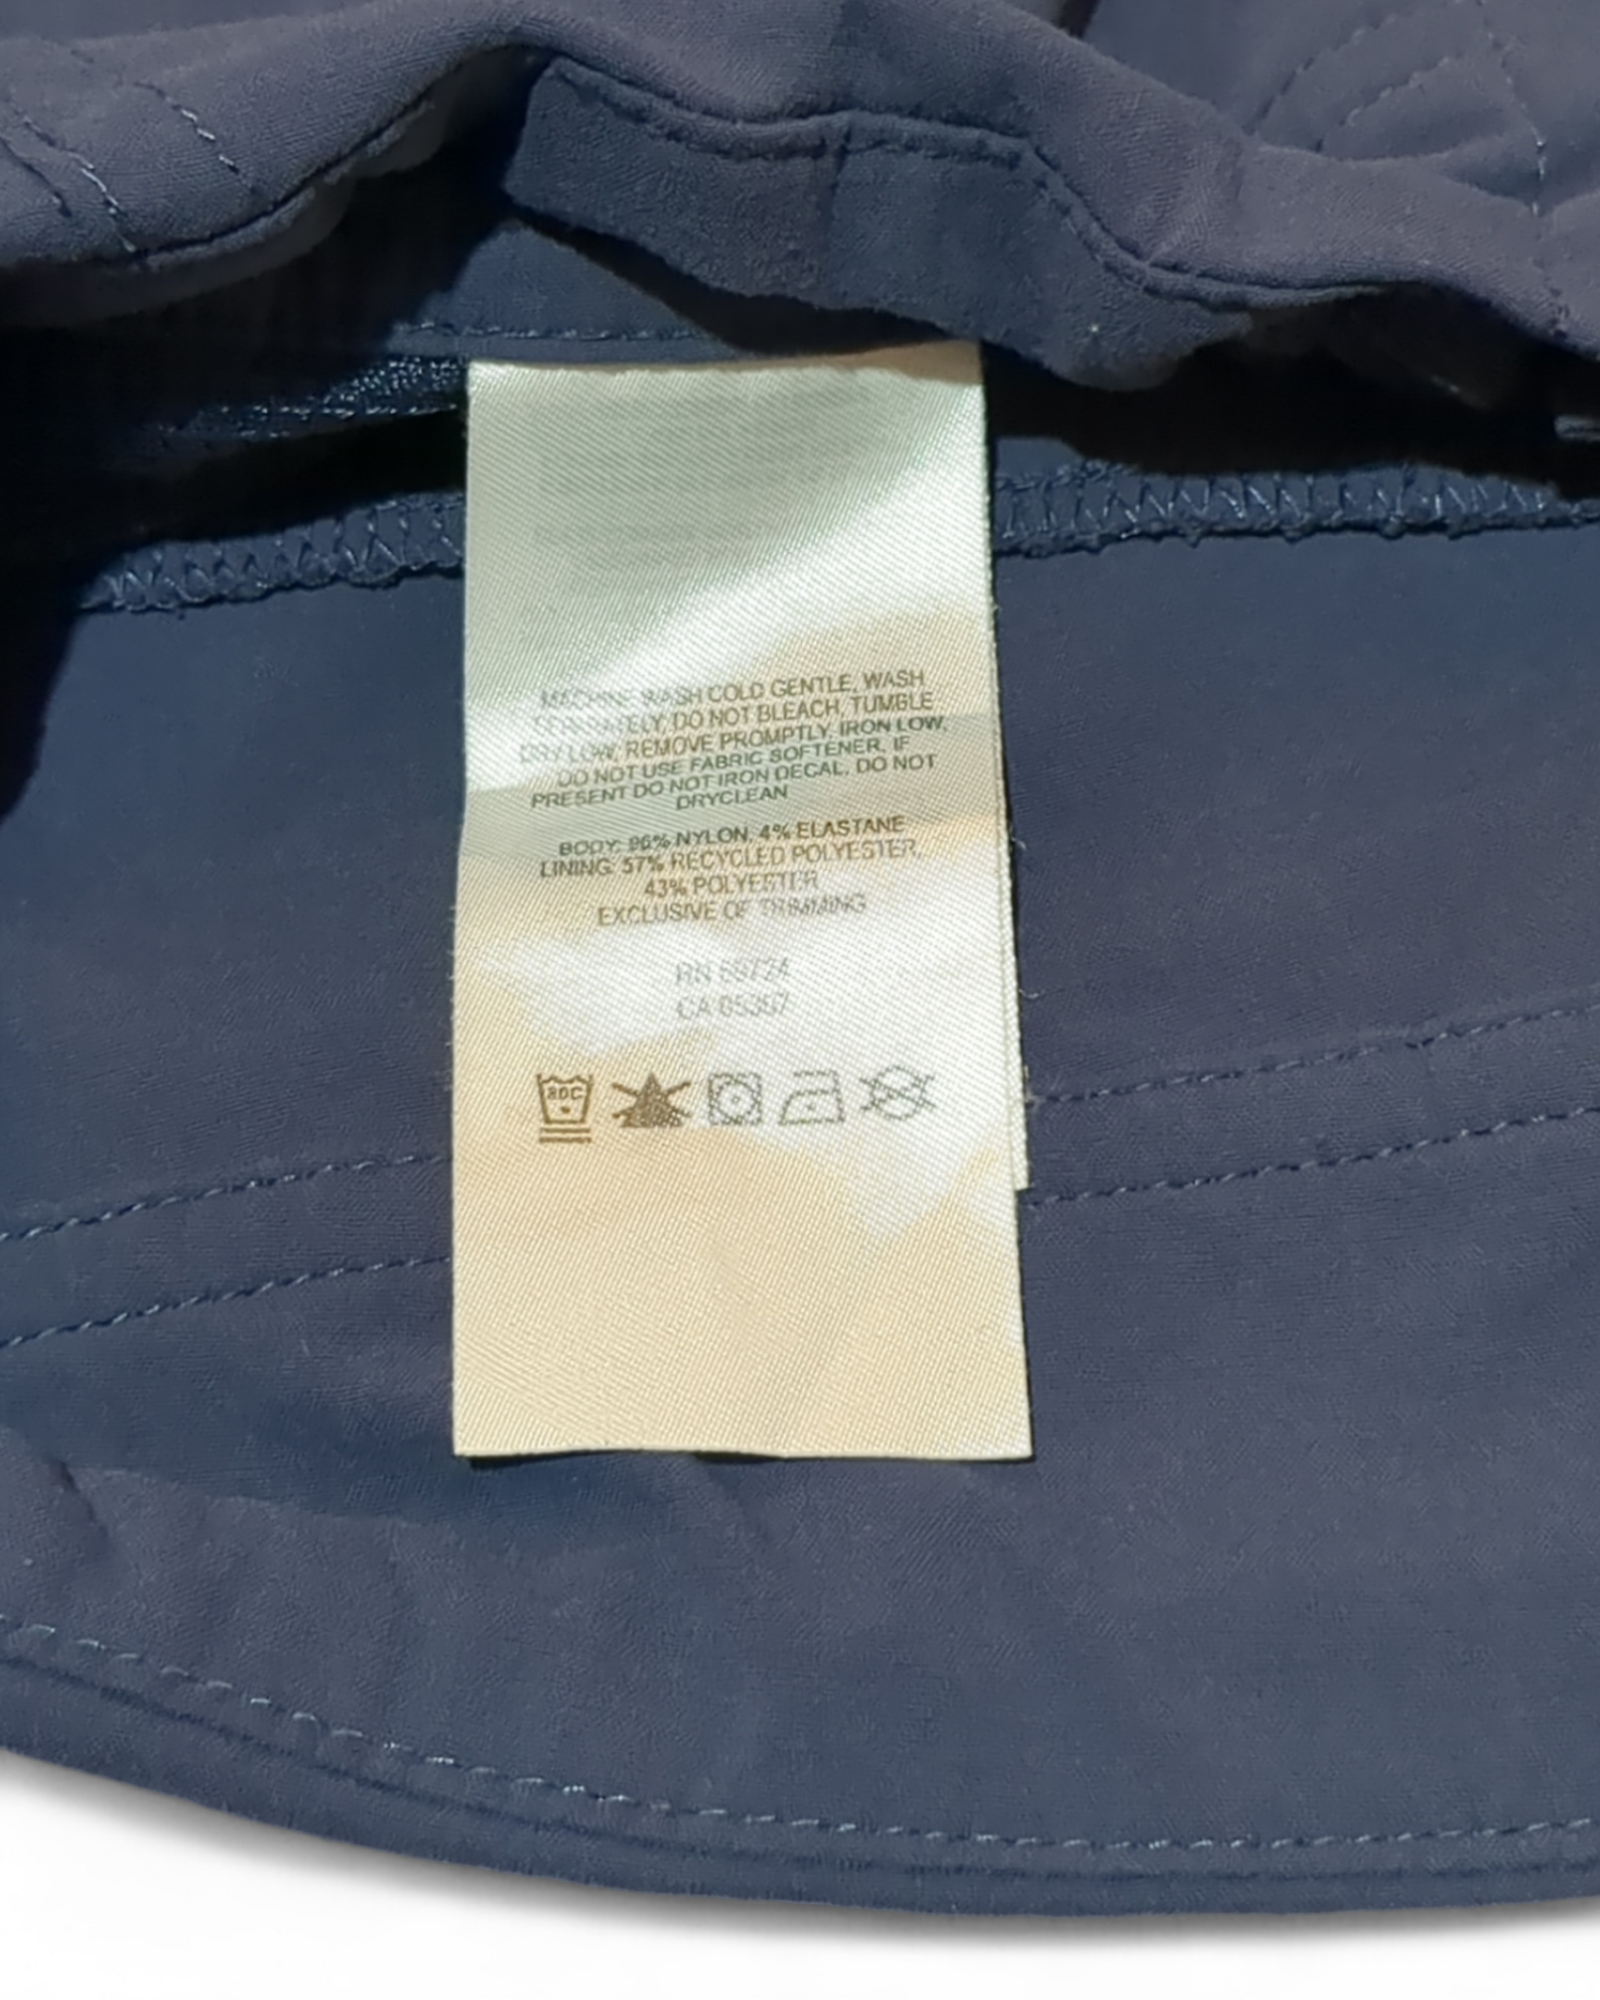 MACHINE WASH COLD GENTLE, WASH
SEPARATELY, DO NOT BLEACH, TUMBLE
DRY LOW, REMOVE PROMPTLY, IRON LOW,
DO NOT USE FABRIC SOFTENER, IF
PRESENT DO NOT IRON DECAL, DO NOT
DRYCLEAN
BODY: 96% NYLON, 4% ELASTANE
LINING: 57% RECYCLED POLYESTER,
43% POLYESTER
EXCLUSIVE OF TRIMMING
RN
CA
30C